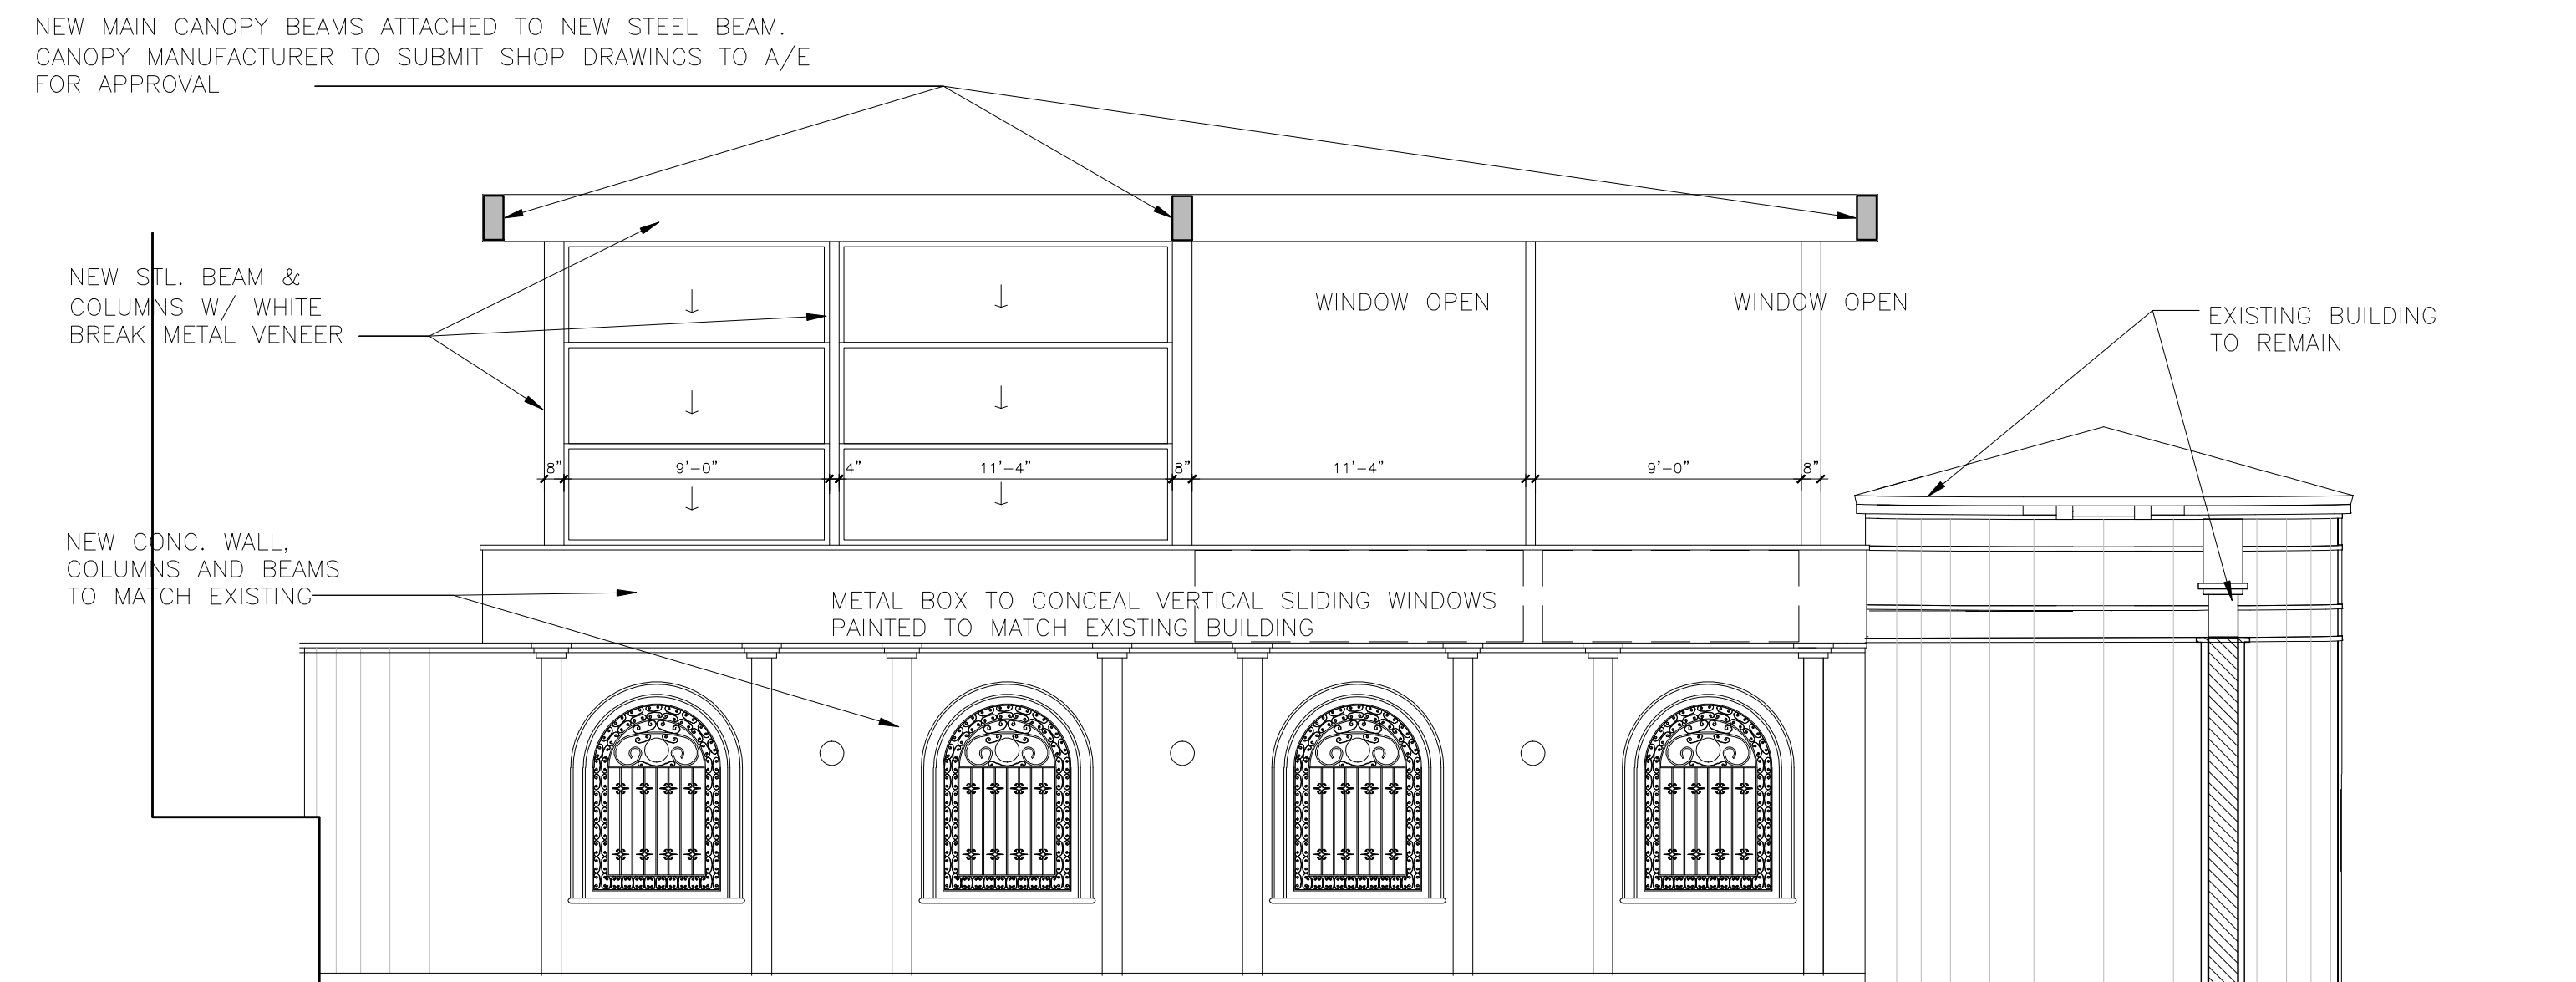 NEW MAIN CANOPY BEAMS ATTACHED TO NEW STEEL BEAM.
CANOPY MANUFACTURER TO SUBMIT SHOP DRAWINGS TO A/E
FOR APPROVAL
NEW STL. BEAM &
COLUMNS W/ WHITE
BREAK METAL VENEER
WINDOW OPEN
WINDOW OPEN
EXISTING BUILDING
TO REMAIN
8"
9'-0"
4"
11'-4"
8"
11'-4"
9'-0"
8"
NEW CONC. WALL,
COLUMNS AND BEAMS
TO MATCH EXISTING
METAL BOX TO CONCEAL VERTICAL SLIDING WINDOWS
PAINTED TO MATCH EXISTING BUILDING